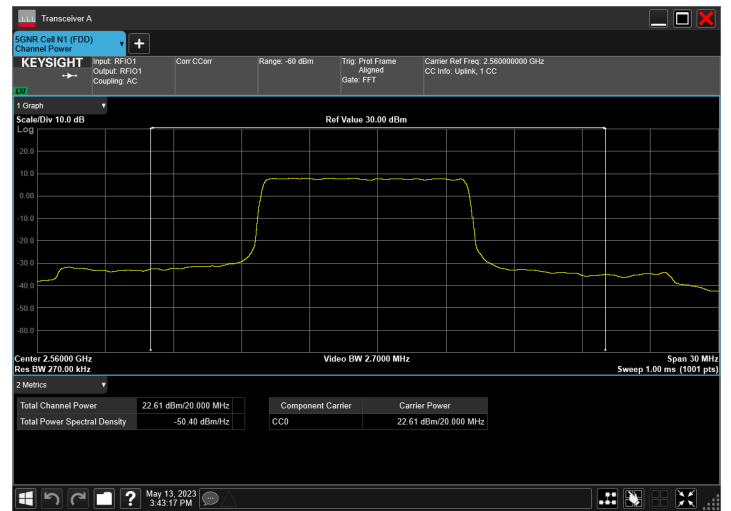 Transceiver A
5GNR Cell N1 (FDD)
Channel Power
KEYSIGHT
Input: RFIO1
Output: RFIO1
Coupling: AC
Corr CCorr
Range: -60 dBm
Trig: Prot Frame
Aligned
Gate: FFT
Carrier Ref Freq: 2.560000000 GHz
CC Info: Uplink, 1 CC
LXI
1 Graph
Scale/Div 10.0 dB
Ref Value 30.00 dBm
Log
20.0
10.0
0.00
-10.0
-20.0
-30.0
-40.0
-50.0
-60.0
Center 2.56000 GHz
Video BW 2.7000 MHz
Span 30 MHz
Res BW 270.00 kHz
Sweep 1.00 ms (1001 pts)
2 Metrics
Total Channel Power 22.61 dBm/20.000 MHz
Total Power Spectral Density -50.40 dBm/Hz
Component Carrier Carrier Power
CC0 22.61 dBm/20.000 MHz
?
May 13, 2023
3:43:17 PM